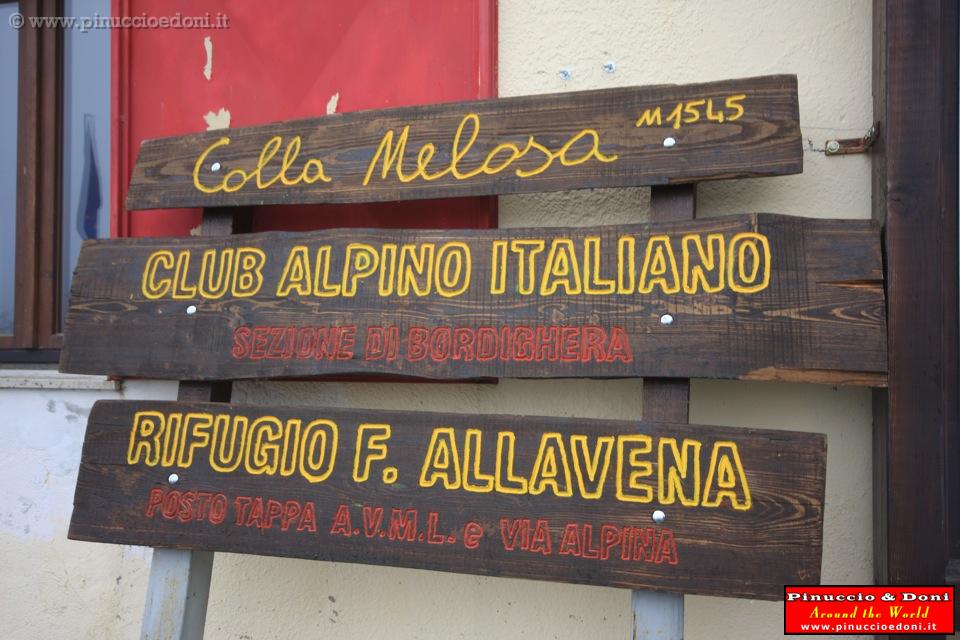 © www.pinuccioedoni.it
Colla Melosa M1545
CLUB ALPINO ITALIANO
SEZIONE DI BORDIGHERA
RIFUGIO F. ALLAVENA
POSTO TAPPA A.V.M.L. e VIA ALPINA
Pinuccio & Doni
Around the World
www.pinuccioedoni.it